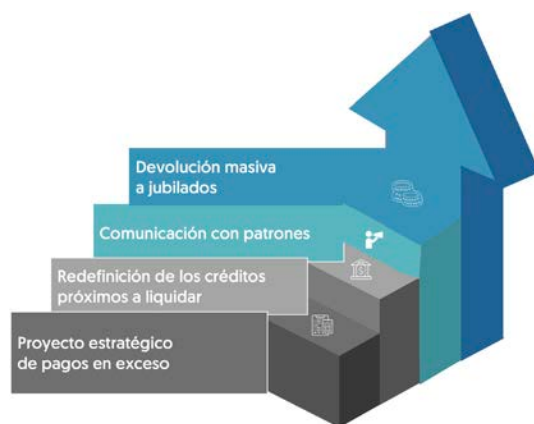 Devolución masiva
a jubilados
Comunicación con patrones
Redefinición de los créditos
próximos a liquidar
Proyecto estratégico
de pagos en exceso